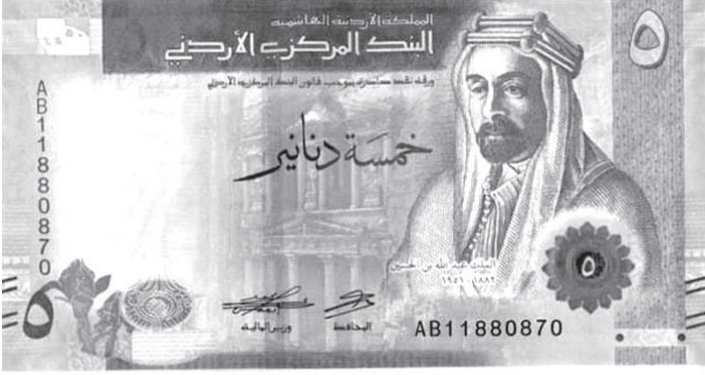 المملكة الأردنية الهاشمية
البنك المركزي الأردني
ورقة نقد صادرة بموجب قانون البنك المركزي الأردني
خمسة دنانير
AB11880870
الملك عبد الله بن الحسين
١٨٨٢ - ١٩٥١
المحافظ
وزير المالية
AB11880870
٥
٥
٥